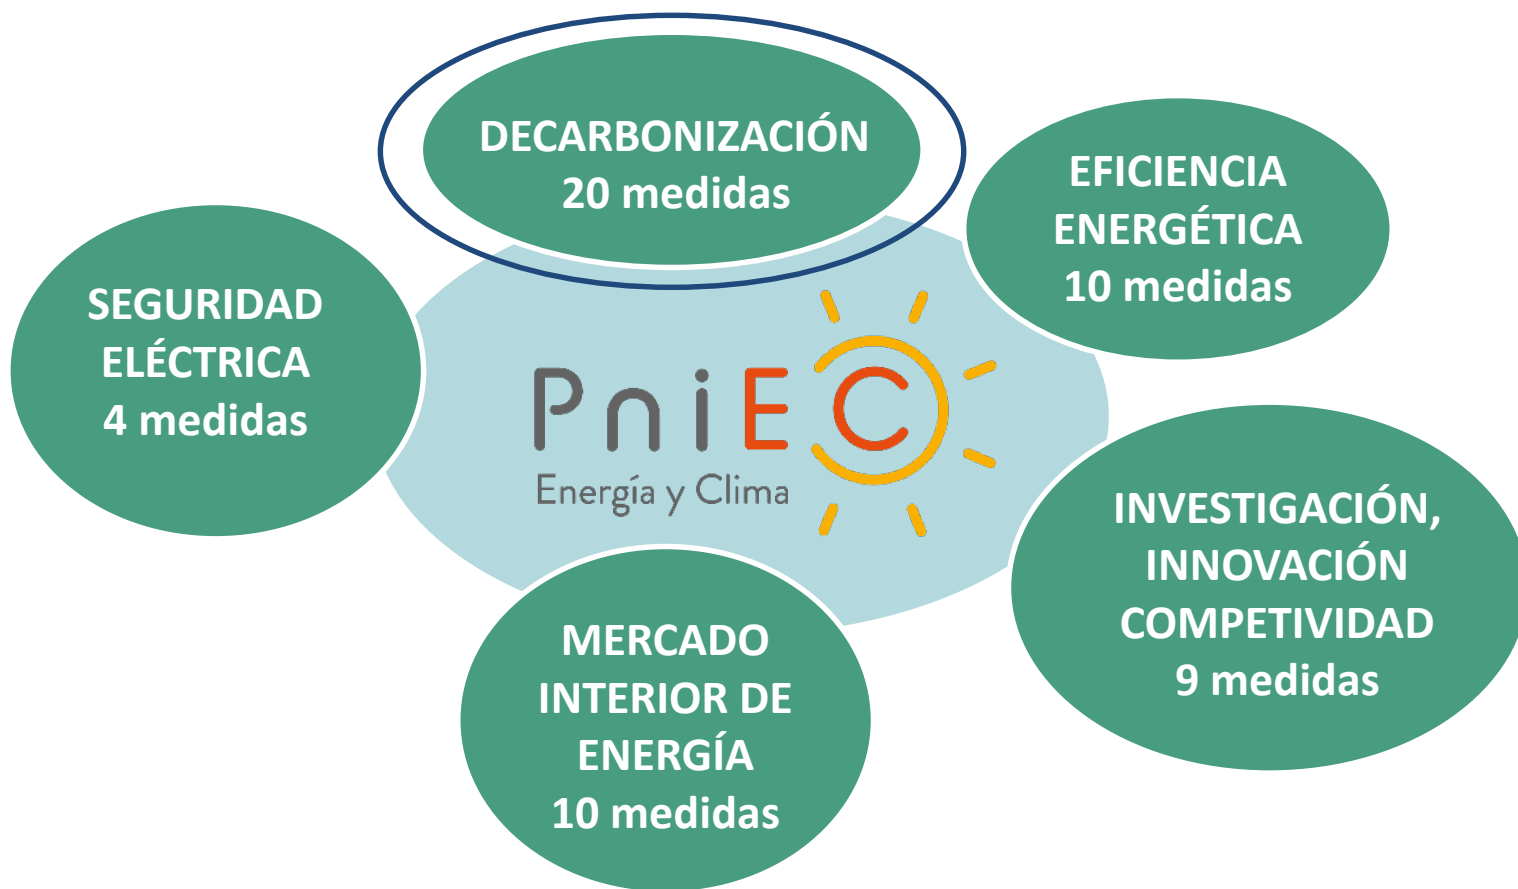 DECARBONIZACIÓN
20 medidas
EFICIENCIA
ENERGÉTICA
10 medidas
SEGURIDAD
ELÉCTRICA
4 medidas
PniEC
Energía y Clima
INVESTIGACIÓN,
INNOVACIÓN
COMPETIVIDAD
9 medidas
MERCADO
INTERIOR DE
ENERGÍA
10 medidas